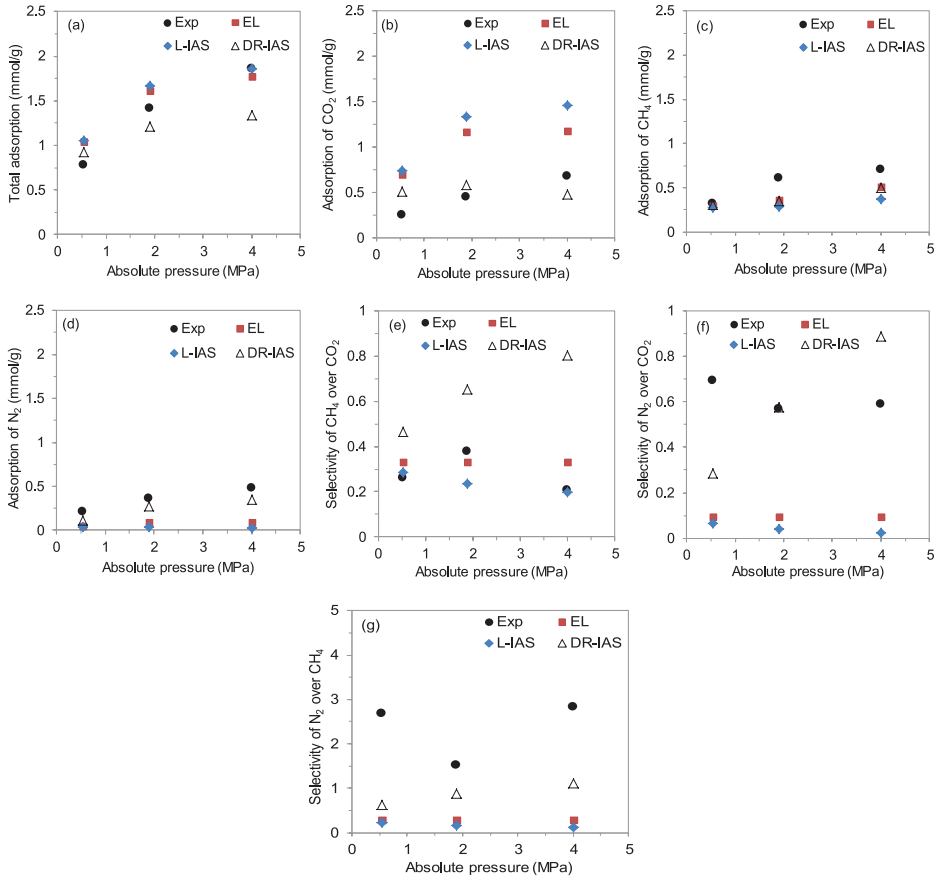 (a)
Exp
EL
L-IAS
DR-IAS
2.5
2
1.5
1
0.5
0
0
1
2
3
4
5
Total adsorption (mmol/g)
Absolute pressure (MPa)
(b)
Exp
EL
L-IAS
DR-IAS
2.5
2
1.5
1
0.5
0
0
1
2
3
4
5
Adsorption of CO₂ (mmol/g)
Absolute pressure (MPa)
(c)
Exp
EL
L-IAS
DR-IAS
2.5
2
1.5
1
0.5
0
0
1
2
3
4
5
Adsorption of CH₄ (mmol/g)
Absolute pressure (MPa)
(d)
Exp
EL
L-IAS
DR-IAS
2.5
2
1.5
1
0.5
0
0
1
2
3
4
5
Adsorption of N₂ (mmol/g)
Absolute pressure (MPa)
(e)
Exp
EL
L-IAS
DR-IAS
1
0.8
0.6
0.4
0.2
0
0
1
2
3
4
5
Selectivity of CH₄ over CO₂
Absolute pressure (MPa)
(f)
Exp
EL
L-IAS
DR-IAS
1
0.8
0.6
0.4
0.2
0
0
1
2
3
4
5
Selectivity of N₂ over CO₂
Absolute pressure (MPa)
(g)
Exp
EL
L-IAS
DR-IAS
5
4
3
2
1
0
0
1
2
3
4
5
Selectivity of N₂ over CH₄
Absolute pressure (MPa)